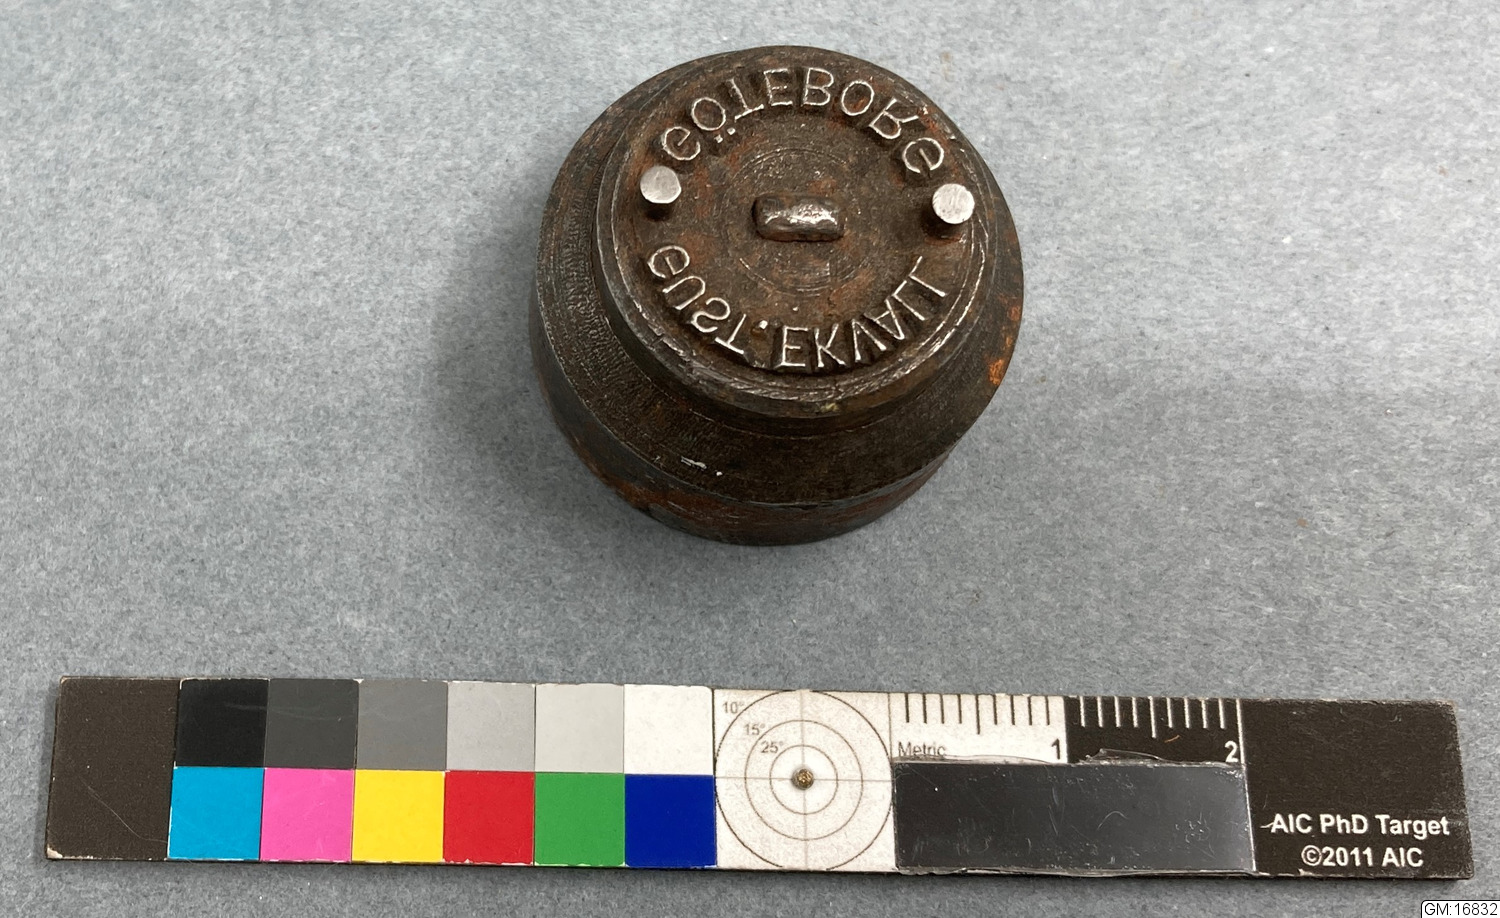 GÖTEBORG
GUST. EKVALL
10° 15° 25°
Metric 1 2
AIC PhD Target
©2011 AIC
GM:16832